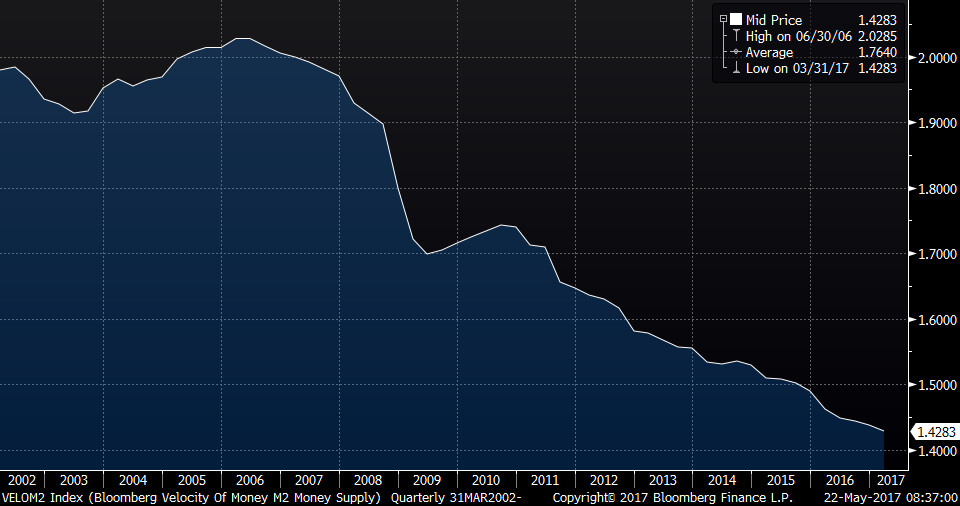 Mid Price 1.4283
High on 06/30/06 2.0285
Average 1.7640
Low on 03/31/17 1.4283
2.0000
1.9000
1.8000
1.7000
1.6000
1.5000
1.4283
1.4000
2002 2003 2004 2005 2006 2007 2008 2009 2010 2011 2012 2013 2014 2015 2016 2017
VELOM2 Index (Bloomberg Velocity Of Money M2 Money Supply) Quarterly 31MAR2002- Copyright© 2017 Bloomberg Finance L.P. 22-May-2017 08:37:00